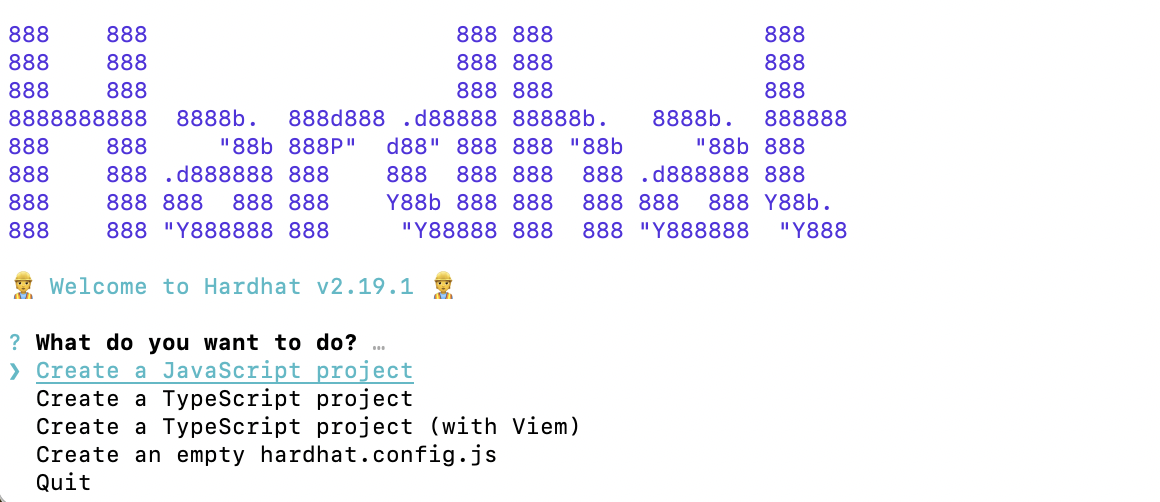 888    888                      888 888               888
888    888                      888 888               888
888    888                      888 888               888
8888888888  8888b.  888d888 .d88888 88888b.   8888b.  888888
888    888     "88b 888P"  d88" 888 888 "88b     "88b 888
888    888 .d888888 888    888  888 888  888 .d888888 888
888    888 888  888 888    Y88b 888 888  888 888  888 Y88b.
888    888 "Y888888 888     "Y88888 888  888 "Y888888  "Y888
👷 Welcome to Hardhat v2.19.1 👷
? What do you want to do? …
❯ Create a JavaScript project
Create a TypeScript project
Create a TypeScript project (with Viem)
Create an empty hardhat.config.js
Quit